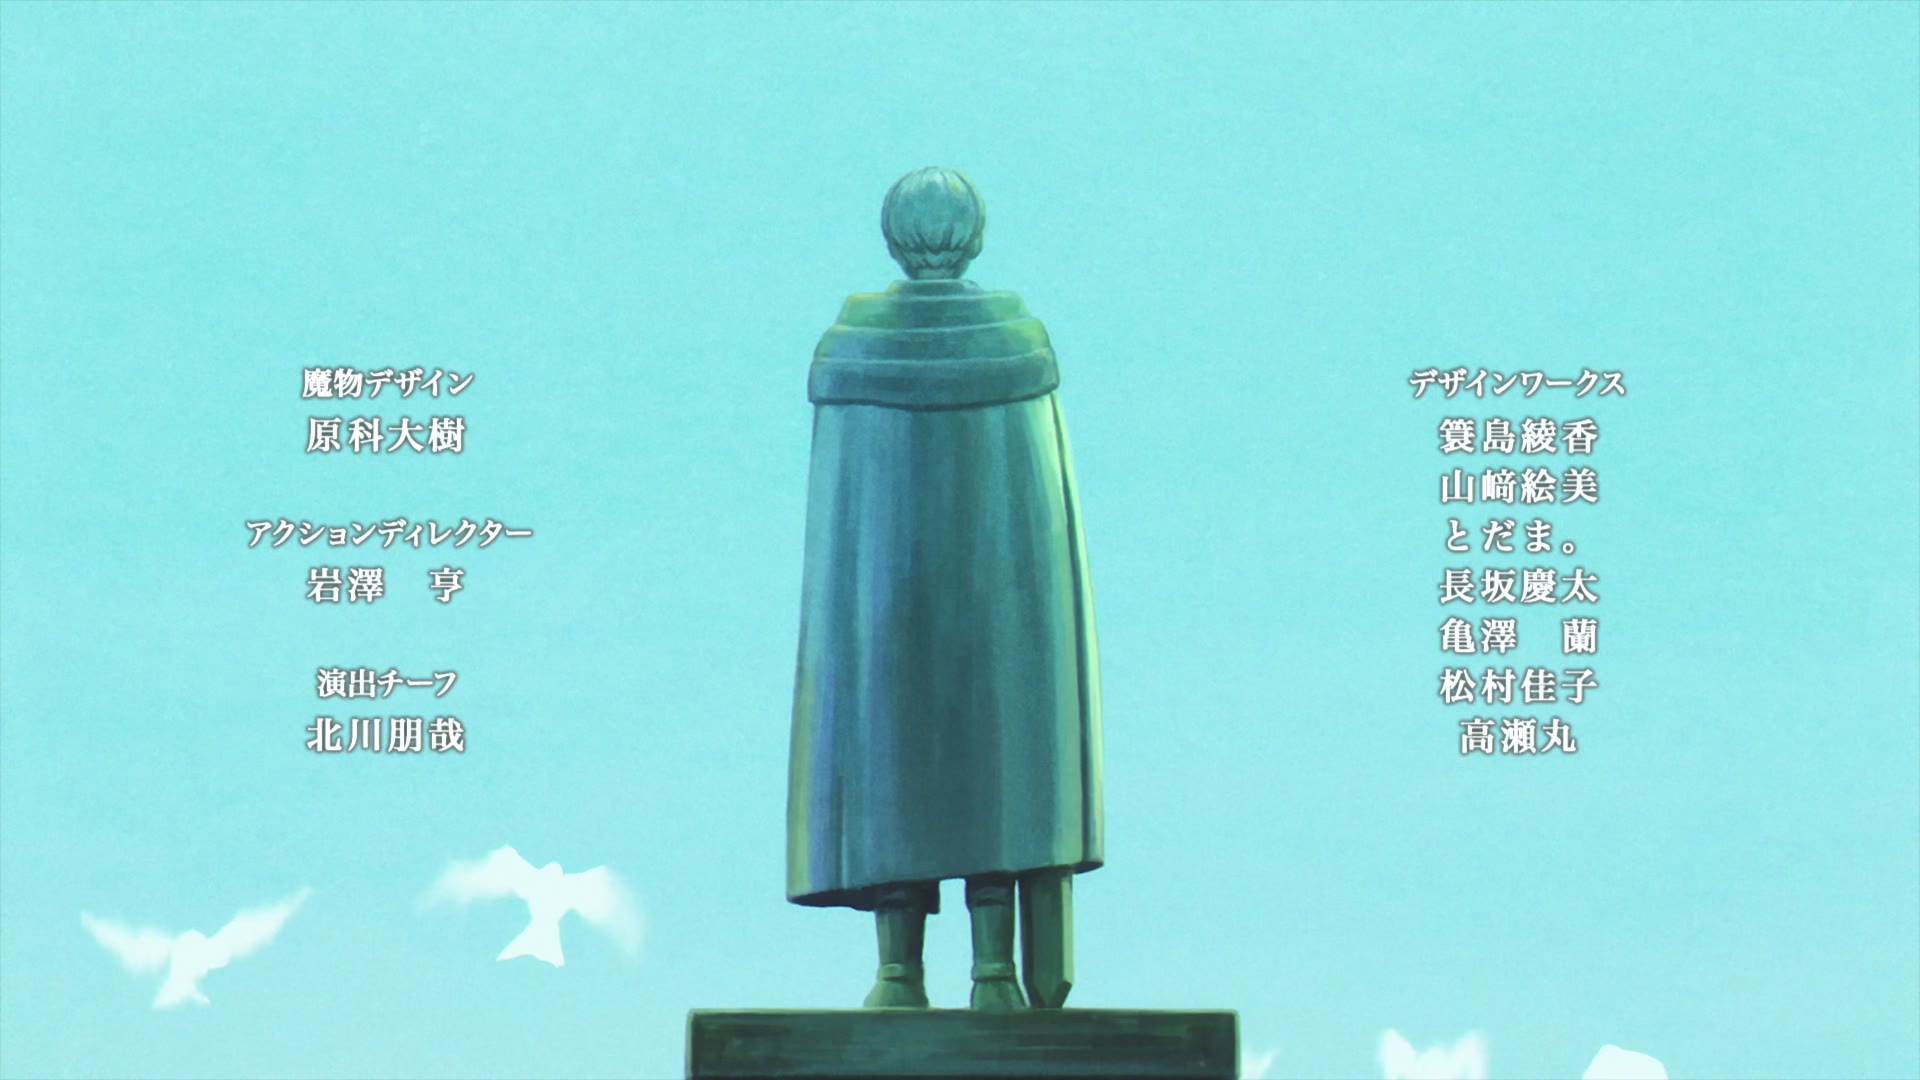 魔物デザイン
原科大樹
アクションディレクター
岩澤　亨
演出チーフ
北川朋哉
デザインワークス
簑島綾香
山﨑絵美
とだま。
長坂慶太
亀澤　蘭
松村佳子
高瀬丸